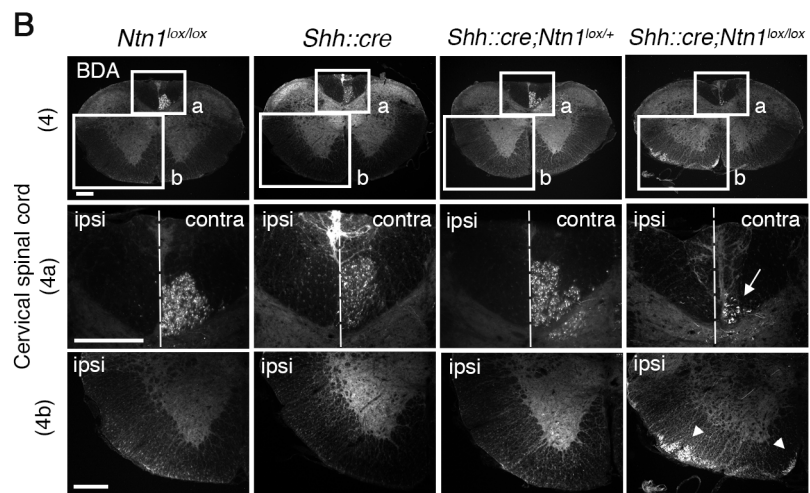 B
Ntn1lox/lox Shh::cre Shh::cre;Ntn1lox/+ Shh::cre;Ntn1lox/lox
BDA
a a a a
(4)
b b b b
Cervical spinal cord
ipsi contra ipsi contra ipsi contra ipsi contra
(4a)
ipsi ipsi ipsi ipsi
(4b)